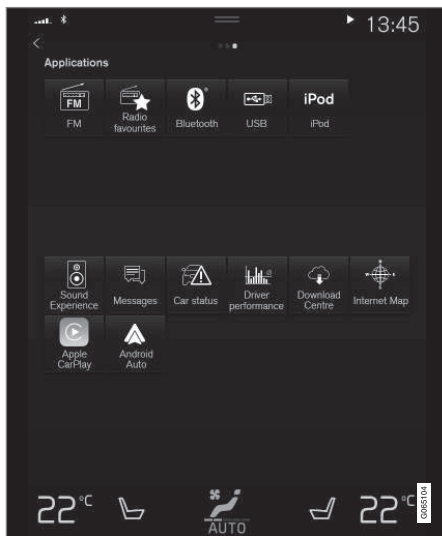 13:45
Applications
FM
iPod
FM
Radio
favourites
Bluetooth
USB
iPod
Sound
Experience
Messages
Car status
Driver
performance
Download
Centre
Internet Map
Apple
CarPlay
Android
Auto
22°C
AUTO
22°C
G065104